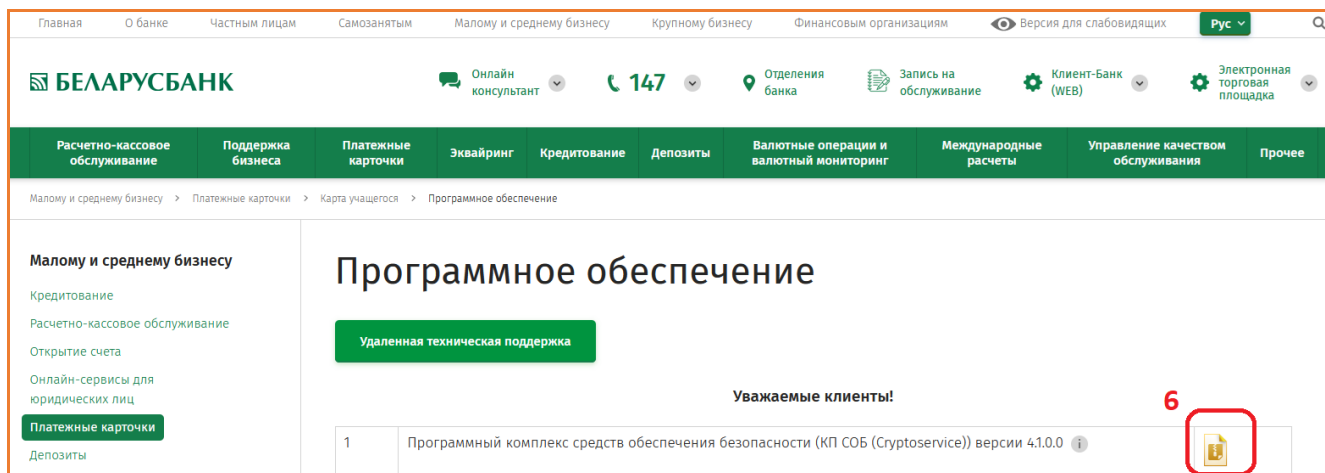 Главная О банке Частным лицам Самозанятым Малому и среднему бизнесу Крупному бизнесу Финансовым организациям Версия для слабовидящих Рус
БЕЛАРУСБАНК
Онлайн
консультант
147
Отделения
банка
Запись на
обслуживание
Клиент-Банк
(WEB)
Электронная
торговая
площадка
Расчетно-кассовое
обслуживание
Поддержка
бизнеса
Платежные
карточки
Эквайринг
Кредитование
Депозиты
Валютные операции и
валютный мониторинг
Международные
расчеты
Управление качеством
обслуживания
Прочее
Малому и среднему бизнесу > Платежные карточки > Карта учащегося > Программное обеспечение
Малому и среднему бизнесу
Кредитование
Расчетно-кассовое обслуживание
Открытие счета
Онлайн-сервисы для
юридических лиц
Платежные карточки
Депозиты
Программное обеспечение
Удаленная техническая поддержка
Уважаемые клиенты!
6
1 Программный комплекс средств обеспечения безопасности (КП СОБ (Cryptoservice)) версии 4.1.0.0 i